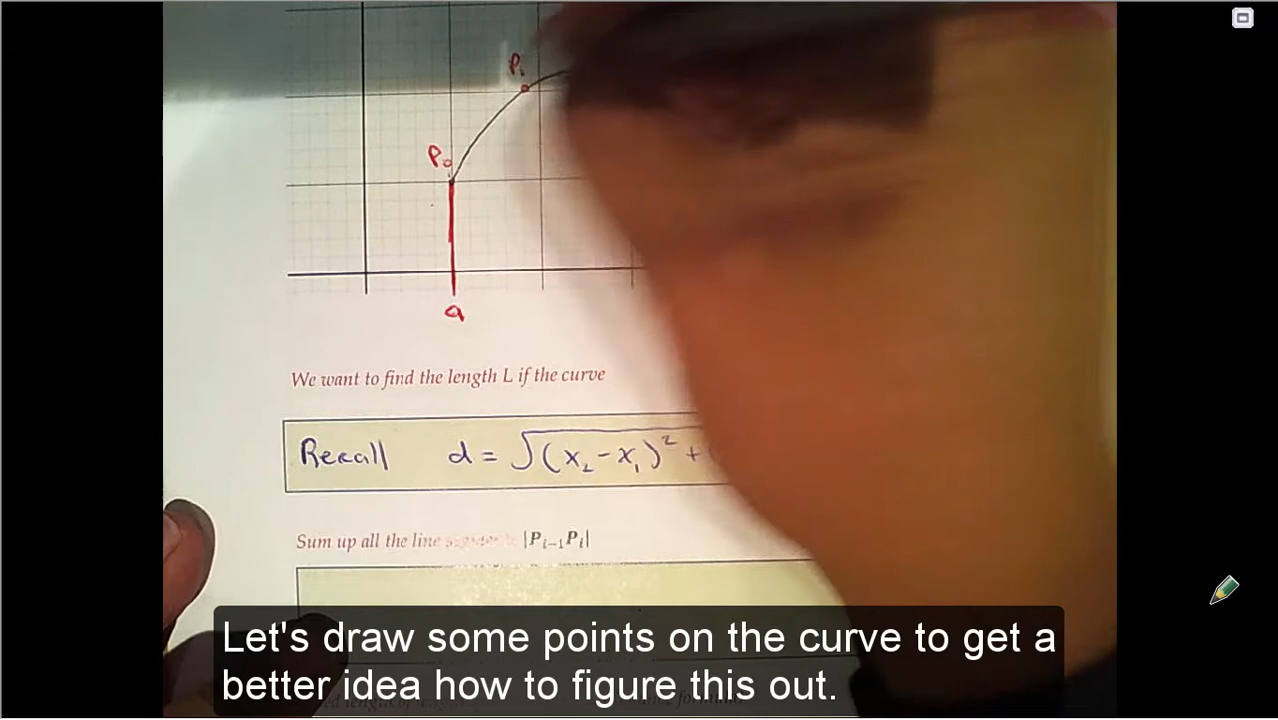 P₁
P₀
a
We want to find the length L if the curve
Recall d = √(x₂-x₁)² +
Sum up all the line segments |Pᵢ₋₁Pᵢ|
Let's draw some points on the curve to get a
better idea how to figure this out.